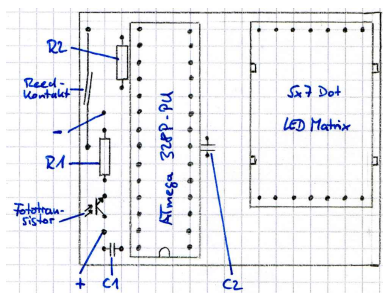 R2
Reed-
Kontakt
-
R1
Fototran-
sistor
+
C1
ATmega 328P-PU
C2
5x7 Dot
LED Matrix